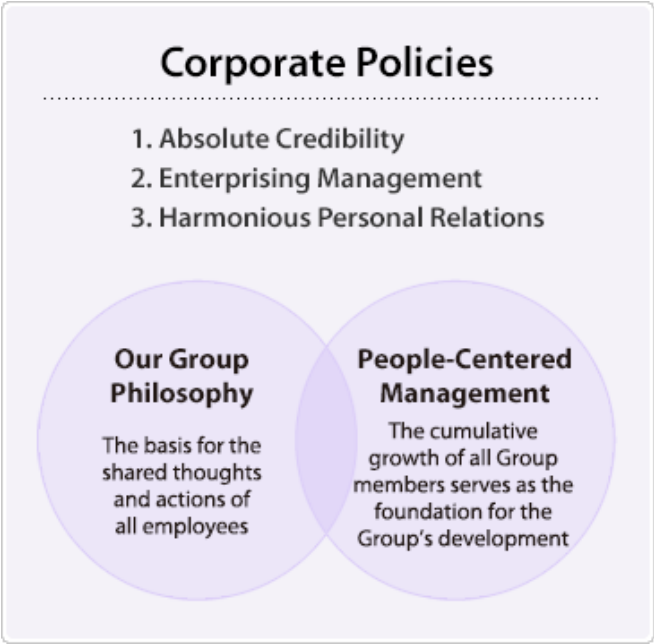 Corporate Policies
1. Absolute Credibility
2. Enterprising Management
3. Harmonious Personal Relations
Our Group
Philosophy
The basis for the
shared thoughts
and actions of
all employees
People-Centered
Management
The cumulative
growth of all Group
members serves as the
foundation for the
Group's development